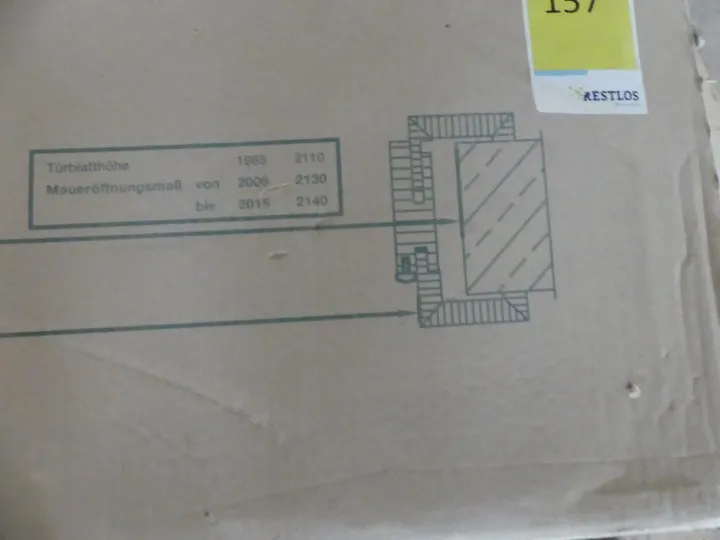 157
RESTLOS
Türblatthöhe 1985 2110
Maueröffnungsmaß von 2005 2130
bis 2015 2140